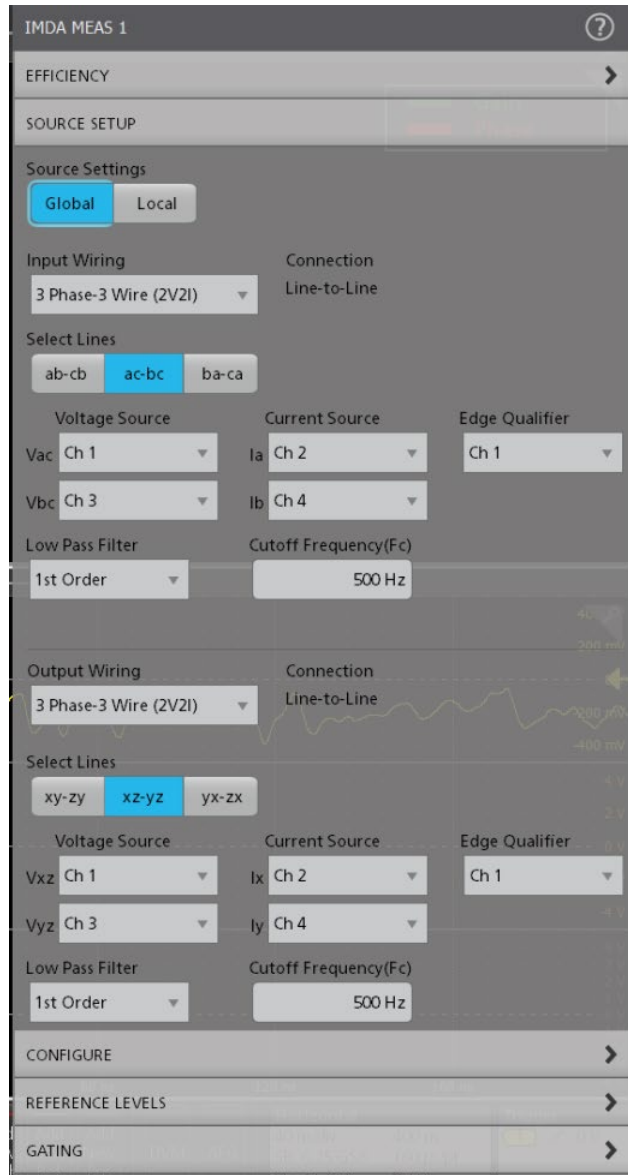 IMDA MEAS 1 ?
EFFICIENCY
SOURCE SETUP
Source Settings
Global Local
Input Wiring Connection
3 Phase-3 Wire (2V2I) Line-to-Line
Select Lines
ab-cb ac-bc ba-ca
Voltage Source Current Source Edge Qualifier
Vac Ch 1 Ia Ch 2 Ch 1
Vbc Ch 3 Ib Ch 4
Low Pass Filter Cutoff Frequency(Fc)
1st Order 500 Hz
200 mV
Output Wiring Connection
3 Phase-3 Wire (2V2I) Line-to-Line
-400 mV
Select Lines
xy-zy xz-yz yx-zx
Voltage Source Current Source Edge Qualifier
Vxz Ch 1 Ix Ch 2 Ch 1
Vyz Ch 3 Iy Ch 4
Low Pass Filter Cutoff Frequency(Fc)
1st Order 500 Hz
CONFIGURE
REFERENCE LEVELS
GATING